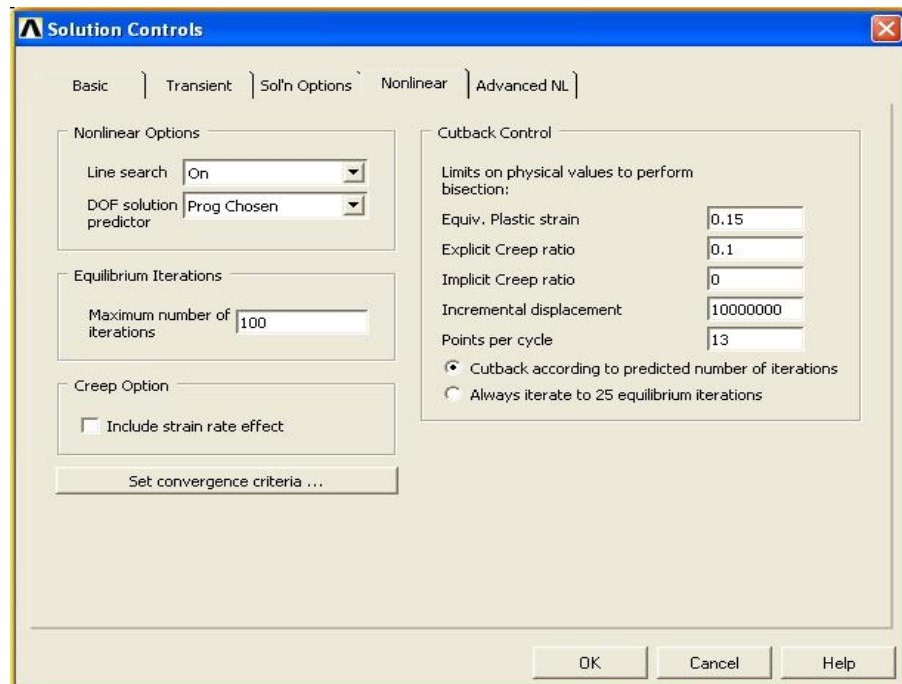 Solution Controls
Basic
Transient
Sol'n Options
Nonlinear
Advanced NL
Nonlinear Options
Line search
On
DOF solution
predictor
Prog Chosen
Equilibrium Iterations
Maximum number of
iterations
100
Creep Option
Include strain rate effect
Set convergence criteria ...
Cutback Control
Limits on physical values to perform
bisection:
Equiv. Plastic strain
0.15
Explicit Creep ratio
0.1
Implicit Creep ratio
0
Incremental displacement
10000000
Points per cycle
13
Cutback according to predicted number of iterations
Always iterate to 25 equilibrium iterations
OK
Cancel
Help